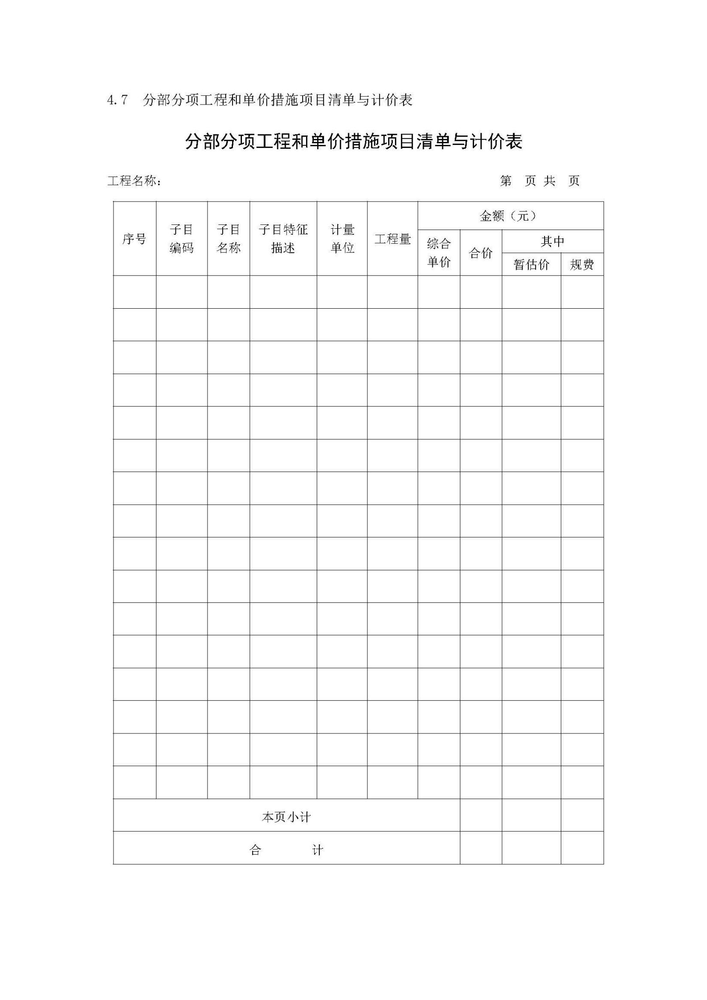 4.7 分部分项工程和单价措施项目清单与计价表
分部分项工程和单价措施项目清单与计价表
工程名称: 第 页 共 页
序号
子目
编码
子目
名称
子目特征
描述
计量
单位
工程量
金额（元）
综合
单价
合价
其中
暂估价
规费
本页小计
合 计